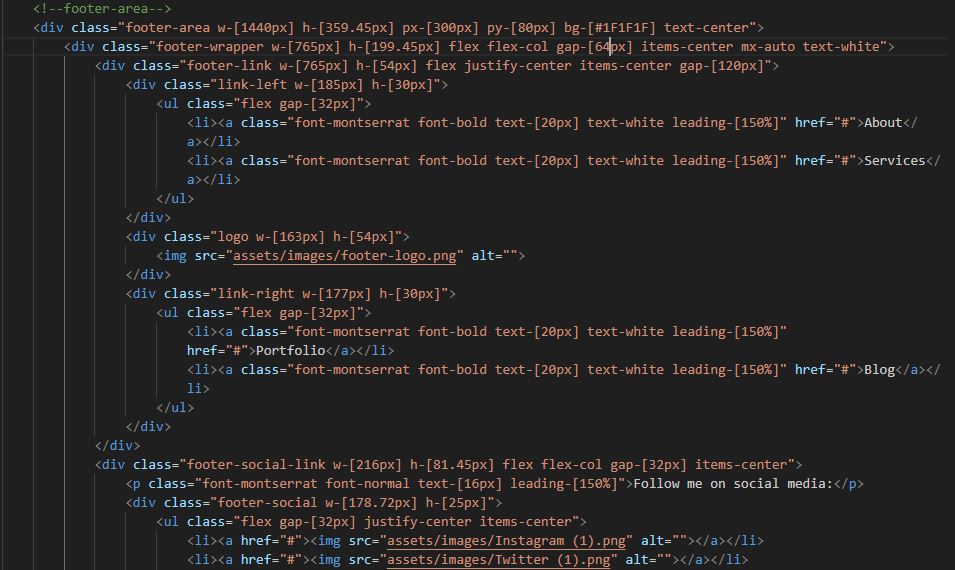 <!--footer-area-->
<div class="footer-area w-[1440px] h-[359.45px] px-[300px] py-[80px] bg-[#1F1F1F] text-center">
<div class="footer-wrapper w-[765px] h-[199.45px] flex flex-col gap-[64px] items-center mx-auto text-white">
<div class="footer-link w-[765px] h-[54px] flex justify-center items-center gap-[120px]">
<div class="link-left w-[185px] h-[30px]">
<ul class="flex gap-[32px]">
<li><a class="font-montserrat font-bold text-[20px] text-white leading-[150%]" href="#">About</
a></li>
<li><a class="font-montserrat font-bold text-[20px] text-white leading-[150%]" href="#">Services</
a></li>
</ul>
</div>
<div class="logo w-[163px] h-[54px]">
<img src="assets/images/footer-logo.png" alt="">
</div>
<div class="link-right w-[177px] h-[30px]">
<ul class="flex gap-[32px]">
<li><a class="font-montserrat font-bold text-[20px] text-white leading-[150%]"
href="#">Portfolio</a></li>
<li><a class="font-montserrat font-bold text-[20px] text-white leading-[150%]" href="#">Blog</a></
li>
</ul>
</div>
</div>
<div class="footer-social-link w-[216px] h-[81.45px] flex flex-col gap-[32px] items-center">
<p class="font-montserrat font-normal text-[16px] leading-[150%]">Follow me on social media:</p>
<div class="footer-social w-[178.72px] h-[25px]">
<ul class="flex gap-[32px] justify-center items-center">
<li><a href="#"><img src="assets/images/Instagram (1).png" alt=""></a></li>
<li><a href="#"><img src="assets/images/Twitter (1).png" alt=""></a></li>